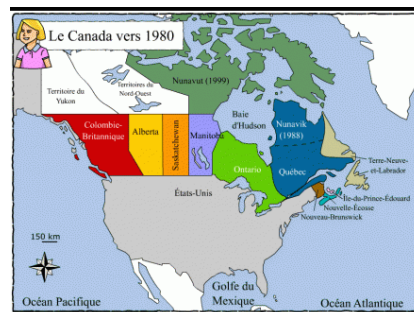 Le Canada vers 1980
Nunavut (1999)
Territoires du
Nord-Ouest
Territoire du
Yukon
Baie
d'Hudson
Nunavik
(1988)
Colombie-
Britannique
Alberta
Saskatchewan
Manitoba
Ontario
Québec
Terre-Neuve-
et-Labrador
Île-du-Prince-Édouard
Nouvelle-Écosse
Nouveau-Brunswick
États-Unis
150 km
Golfe du
Mexique
Océan Pacifique
Océan Atlantique